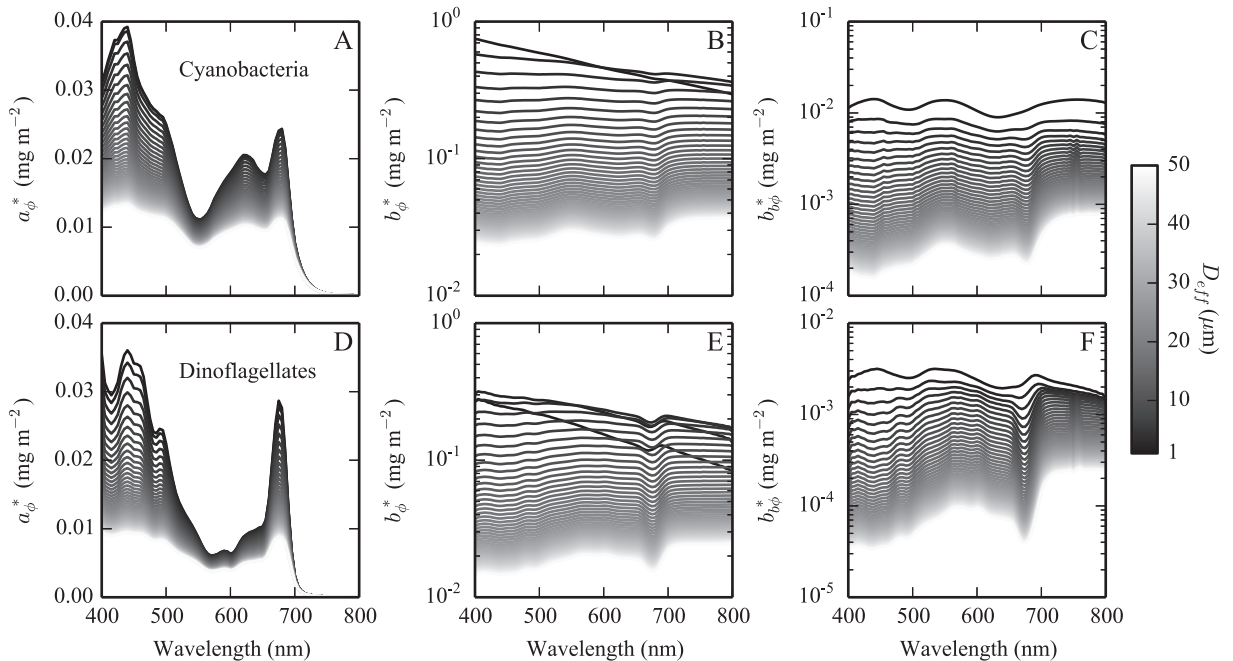 A
Cyanobacteria
0.04
0.03
0.02
0.01
0.00
a*ϕ (mg m−2)
B
10^0
10^-1
10^-2
b*ϕ (mg m−2)
C
10^-1
10^-2
10^-3
10^-4
b*bϕ (mg m−2)
D
Dinoflagellates
0.04
0.03
0.02
0.01
0.00
a*ϕ (mg m−2)
400 500 600 700 800
Wavelength (nm)
E
10^0
10^-1
10^-2
b*ϕ (mg m−2)
400 500 600 700 800
Wavelength (nm)
F
10^-2
10^-3
10^-4
10^-5
b*bϕ (mg m−2)
400 500 600 700 800
Wavelength (nm)
50
40
30
20
10
1
Deff (μm)